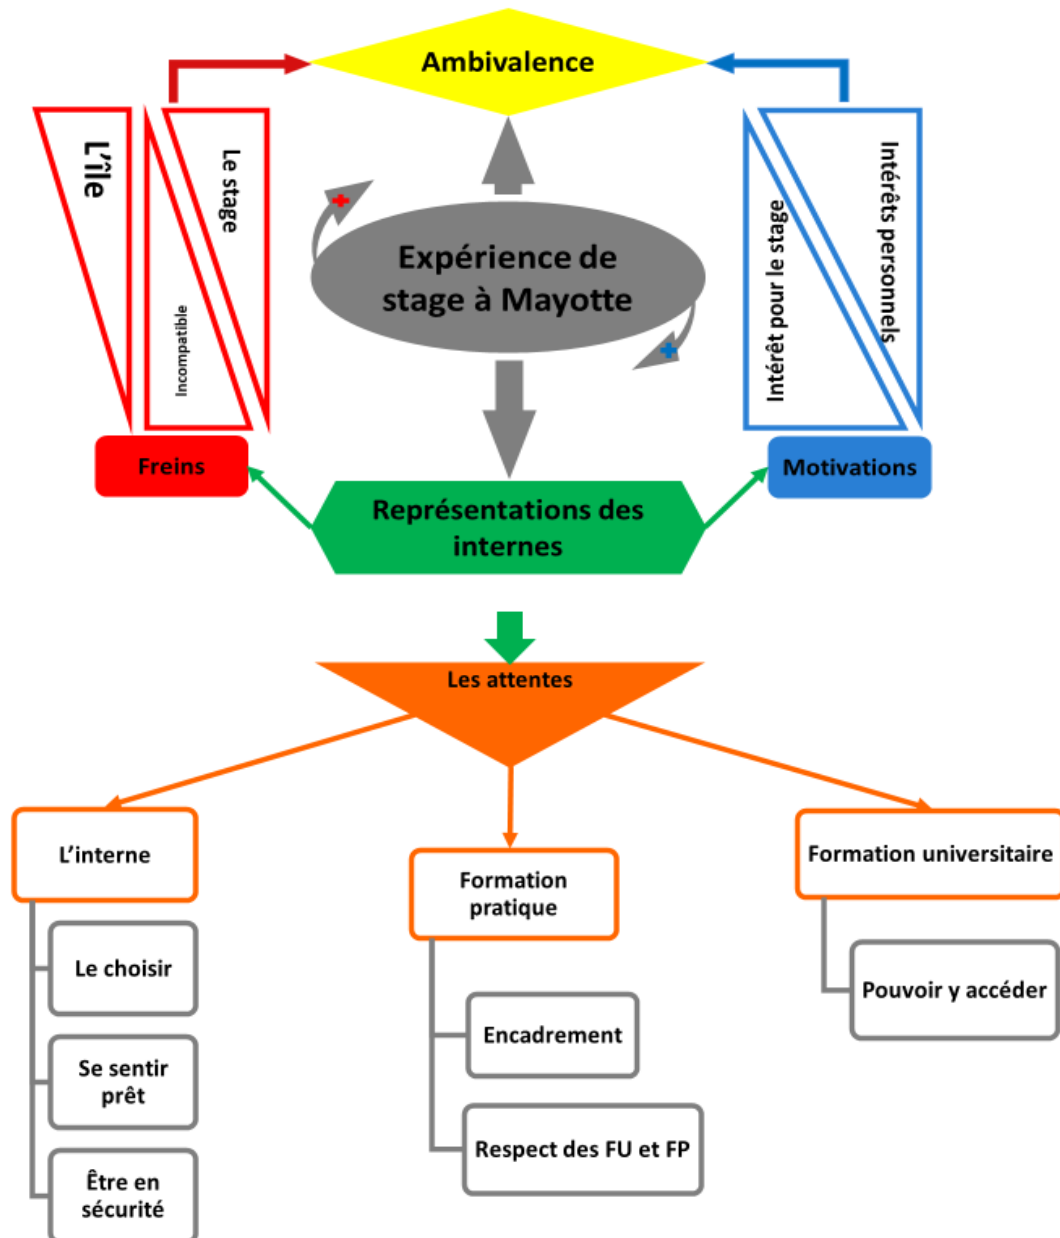 Ambivalence
L'île
Le stage
Incompatible
Expérience de
stage à Mayotte
Intérêt pour le stage
Intérêts personnels
Freins
Motivations
Représentations des
internes
Les attentes
L'interne
Le choisir
Se sentir
prêt
Être en
sécurité
Formation
pratique
Encadrement
Respect des FU et FP
Formation universitaire
Pouvoir y accéder